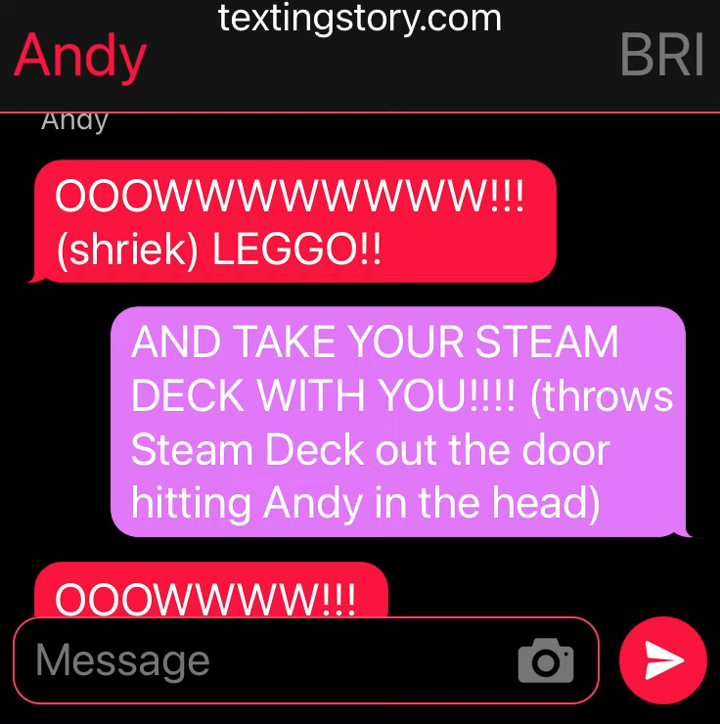 textingstory.com
Andy BRI
Andy
OOOWWWWWWWW!!!
(shriek) LEGGO!!
AND TAKE YOUR STEAM
DECK WITH YOU!!!! (throws
Steam Deck out the door
hitting Andy in the head)
OOOWWWW!!!
Message